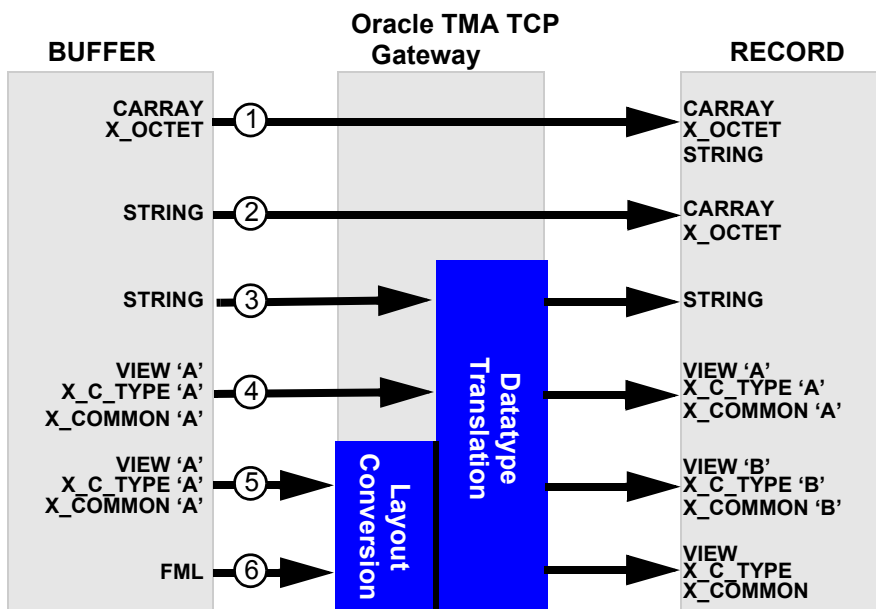 Oracle TMA TCP
Gateway
BUFFER
RECORD
CARRAY
X_OCTET
1
CARRAY
X_OCTET
STRING
STRING
2
CARRAY
X_OCTET
STRING
3
STRING
VIEW ‘A’
X_C_TYPE ‘A’
X_COMMON ‘A’
4
VIEW ‘A’
X_C_TYPE ‘A’
X_COMMON ‘A’
VIEW ‘A’
X_C_TYPE ‘A’
X_COMMON ‘A’
5
VIEW ‘B’
X_C_TYPE ‘B’
X_COMMON ‘B’
FML
6
VIEW
X_C_TYPE
X_COMMON
Datatype
Translation
Layout
Conversion